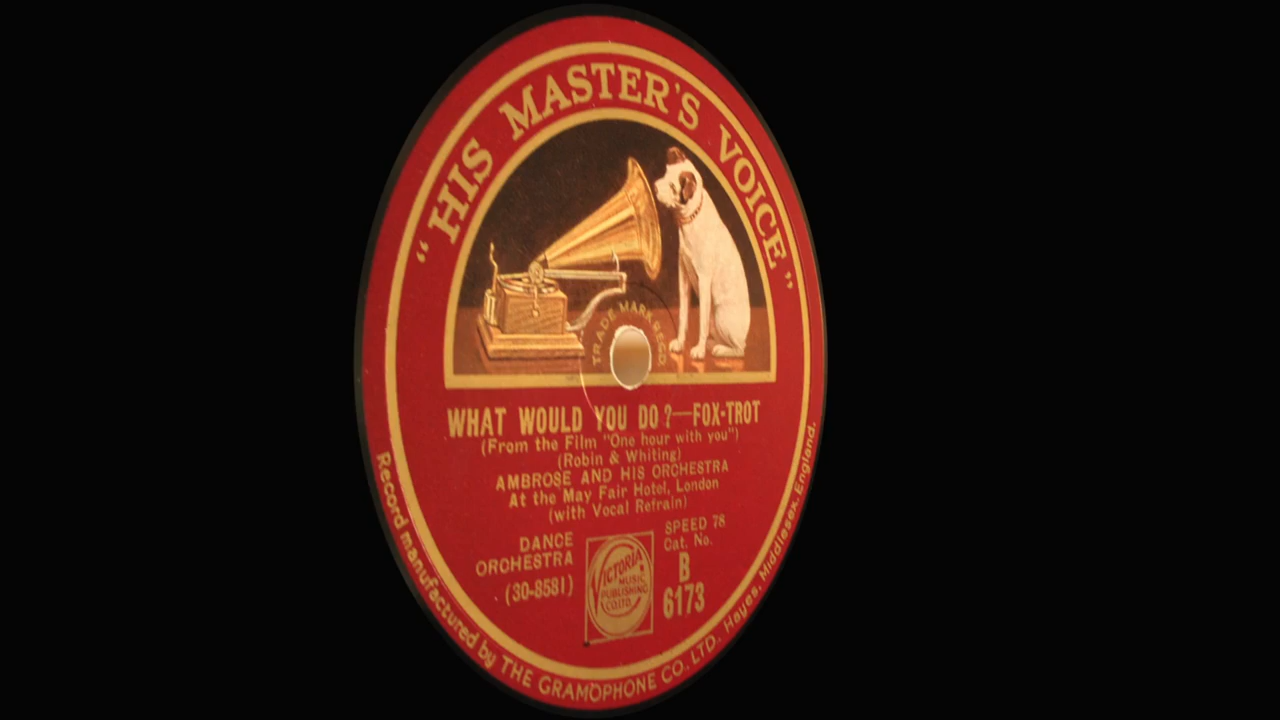 "HIS MASTER'S VOICE"
TRADE MARK REGD
WHAT WOULD YOU DO?—FOX-TROT
(From the Film "One hour with you")
(Robin & Whiting)
AMBROSE AND HIS ORCHESTRA
At the May Fair Hotel, London
(with Vocal Refrain)
DANCE
ORCHESTRA
(30-8581)
VICTORIA
MUSIC
PUBLISHING
CO. LTD.
SPEED 78
Cat. No.
B
6173
Record manufactured by THE GRAMOPHONE CO. LTD. Hayes, Middlesex, England.